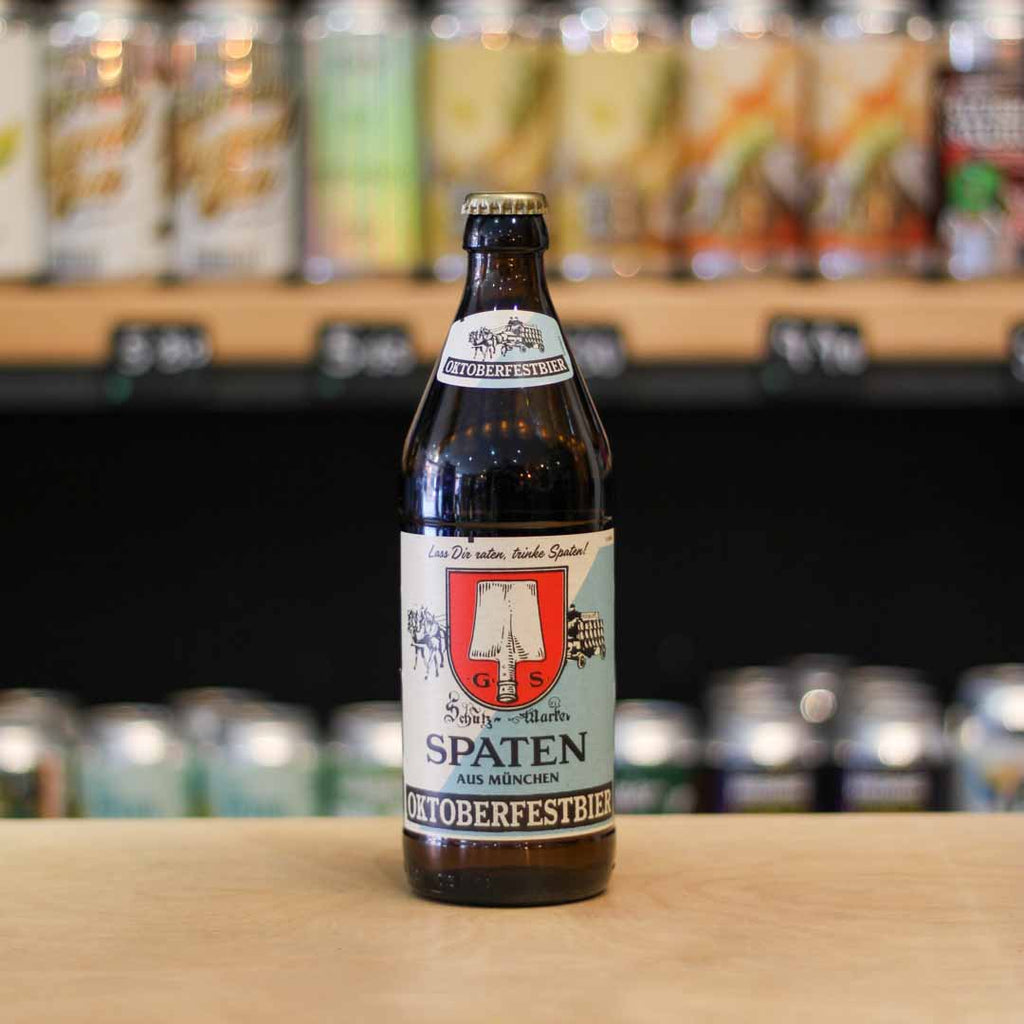 OKTOBERFESTBIER
Lass Dir raten, trinke Spaten!
G S
Schutz-Marke
SPATEN
AUS MÜNCHEN
OKTOBERFESTBIER